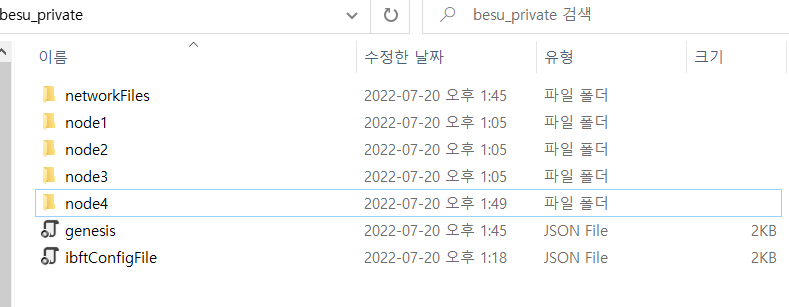 besu_private
besu_private 검색
이름 수정한 날짜 유형 크기
networkFiles 2022-07-20 오후 1:45 파일 폴더
node1 2022-07-20 오후 1:05 파일 폴더
node2 2022-07-20 오후 1:05 파일 폴더
node3 2022-07-20 오후 1:05 파일 폴더
node4 2022-07-20 오후 1:49 파일 폴더
genesis 2022-07-20 오후 1:45 JSON File 2KB
ibftConfigFile 2022-07-20 오후 1:18 JSON File 2KB